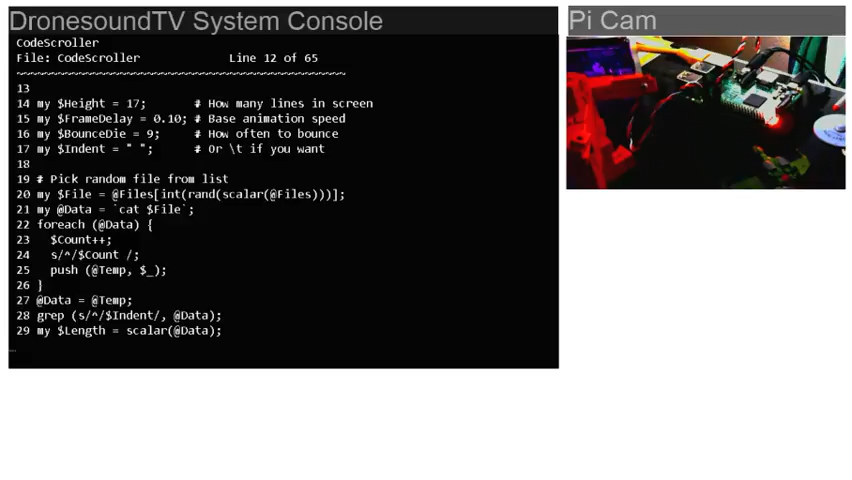 DronesoundTV System Console
Pi Cam
CodeScroller
File: CodeScroller Line 12 of 65
~~~~~~~~~~~~~~~~~~~~~~~~~~~~~~~~~~~~~~~~~~~~~~~~
13
14 my $Height = 17; # How many lines in screen
15 my $FrameDelay = 0.10; # Base animation speed
16 my $BounceDie = 9; # How often to bounce
17 my $Indent = " "; # Or \t if you want
18
19 # Pick random file from list
20 my $File = @Files[int(rand(scalar(@Files)))];
21 my @Data = `cat $File`;
22 foreach (@Data) {
23 $Count++;
24 s/^/$Count /;
25 push (@Temp, $_);
26 }
27 @Data = @Temp;
28 grep (s/^/$Indent/, @Data);
29 my $Length = scalar(@Data);